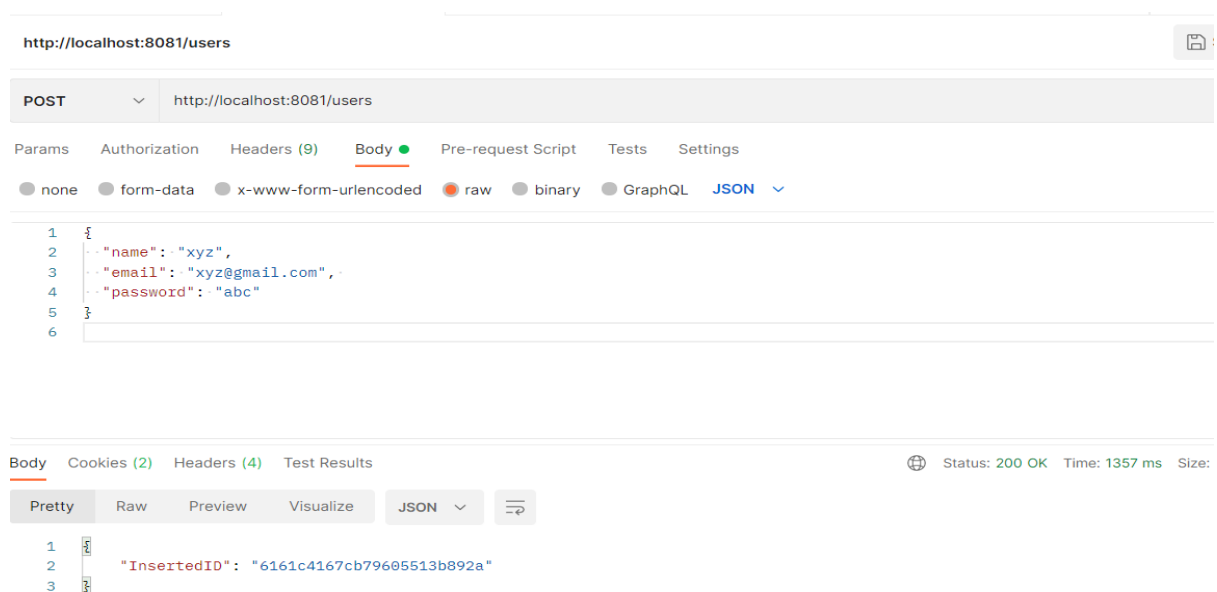 http://localhost:8081/users
POST http://localhost:8081/users
Params Authorization Headers (9) Body Pre-request Script Tests Settings
none form-data x-www-form-urlencoded raw binary GraphQL JSON
1 {
2 "name": "xyz",
3 "email": "xyz@gmail.com",
4 "password": "abc"
5 }
6
Body Cookies (2) Headers (4) Test Results Status: 200 OK Time: 1357 ms Size:
Pretty Raw Preview Visualize JSON
1 {
2 "InsertedID": "6161c4167cb79605513b892a"
3 }